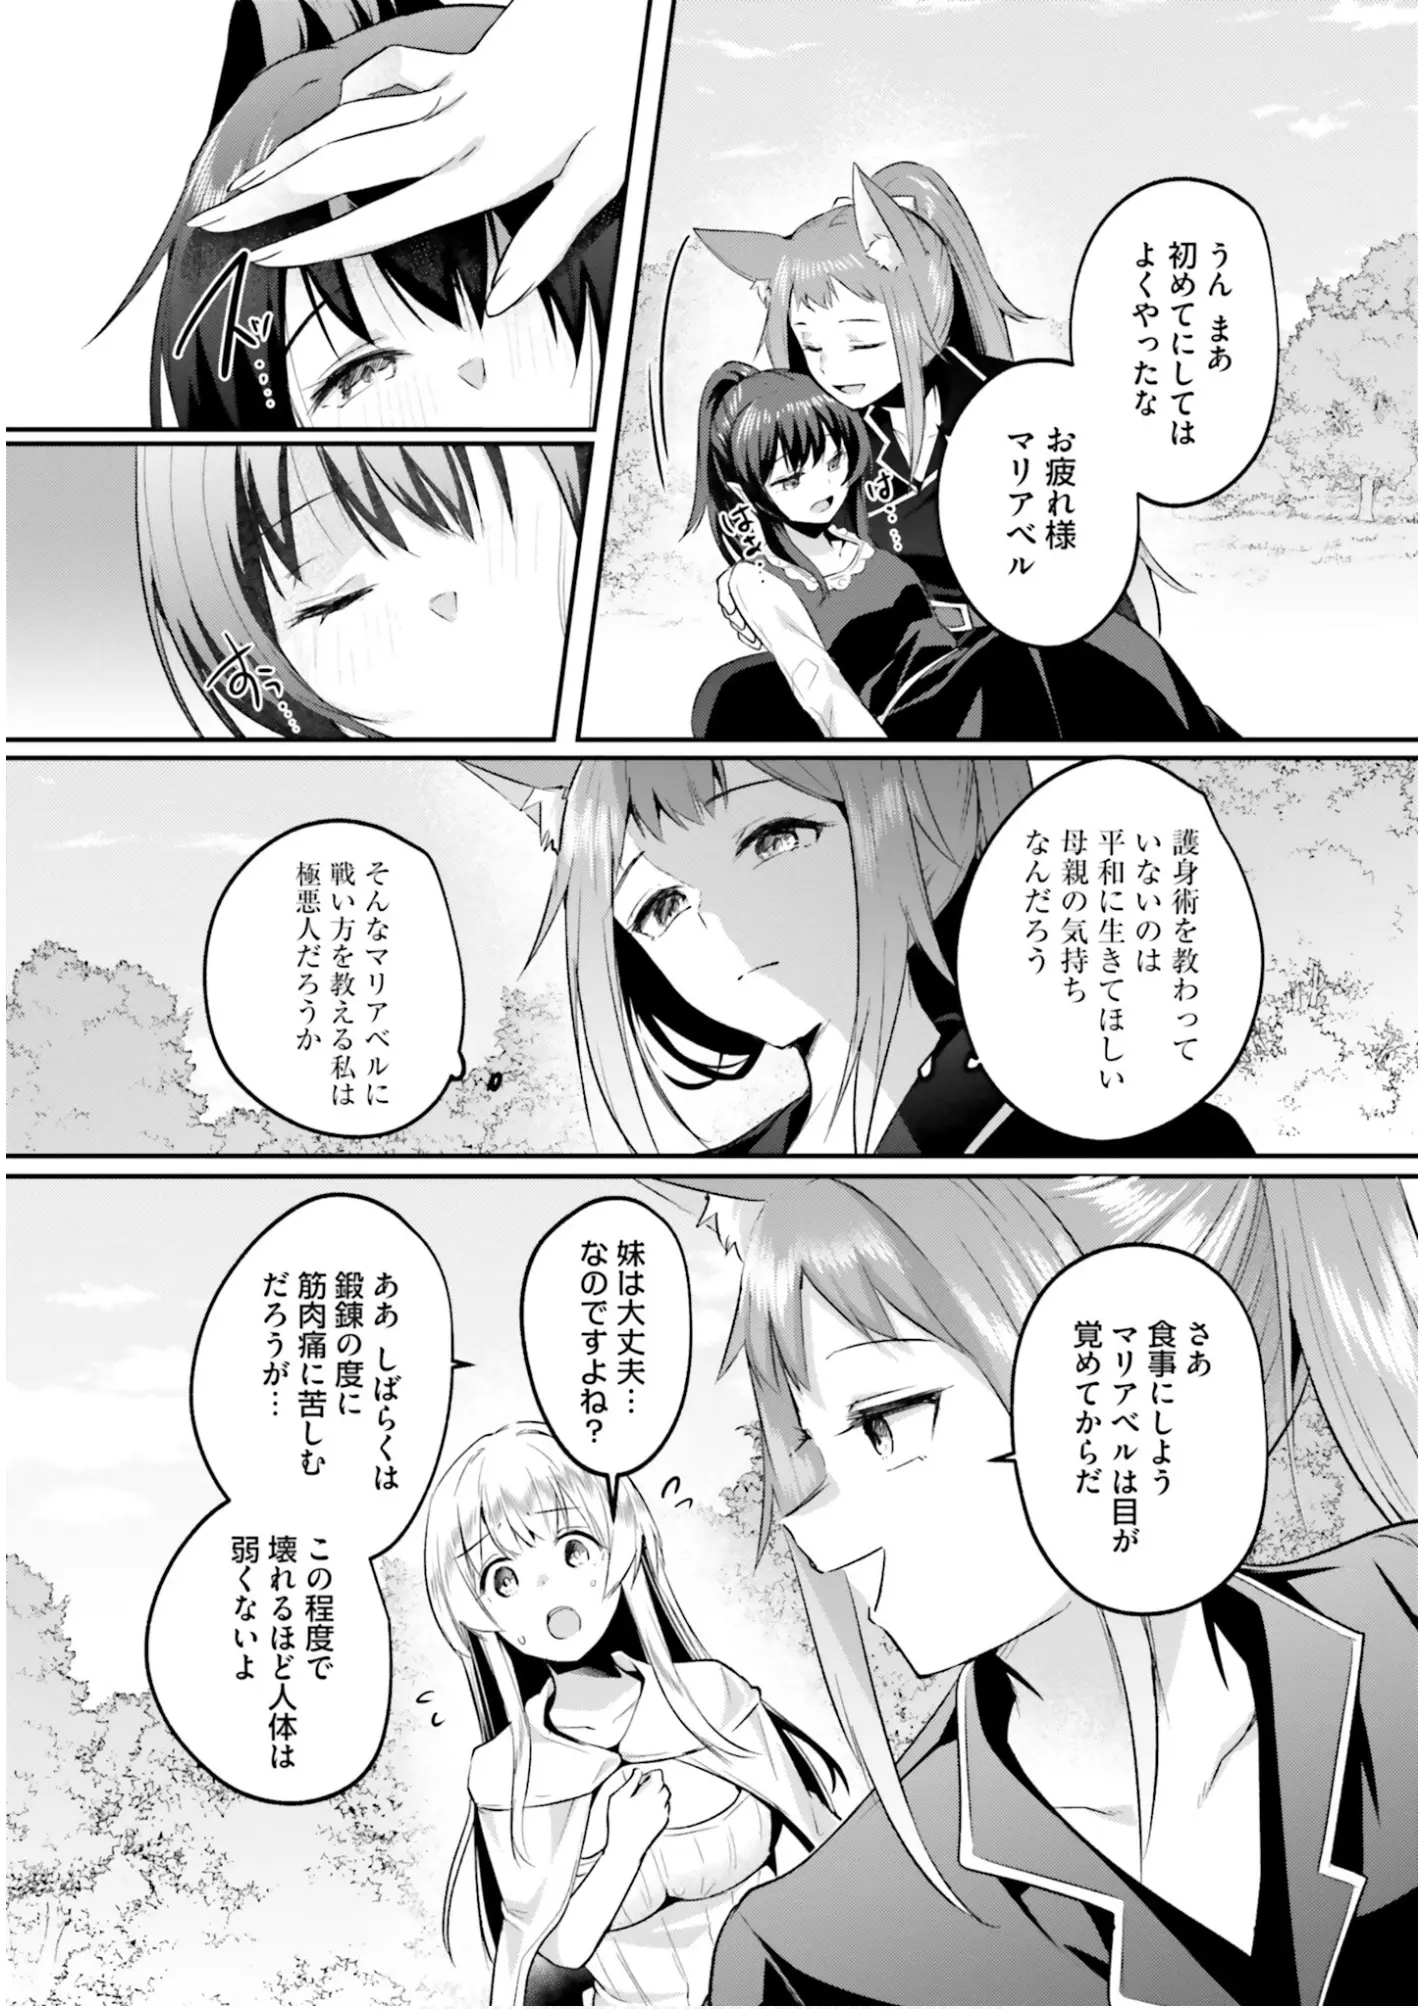 うん まあ
初めてにしては
よくやったな
お疲れ様
マリアベル
は…
はぁ…
スッ…
すぅ…
護身術を教わって
いないのは
平和に生きてほしい
母親の気持ち
なんだろう
そんなマリアベルに
戦い方を教える私は
極悪人だろうか
さあ
食事にしよう
マリアベルは目が
覚めてからだ
妹は大丈夫…
なのですよね?
ああ しばらくは
鍛錬の度に
筋肉痛に苦しむ
だろうが…
この程度で
壊れるほど人体は
弱くないよ